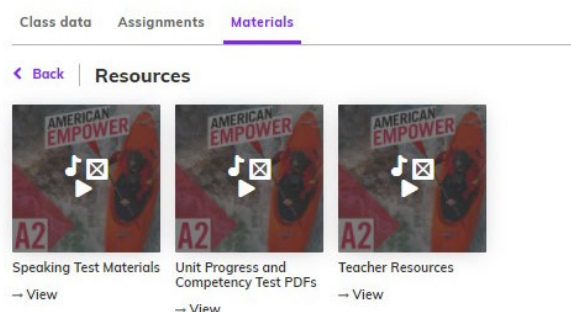 Class data Assignments Materials
Back Resources
AMERICAN EMPOWER
A2
AMERICAN EMPOWER
A2
AMERICAN EMPOWER
A2
Speaking Test Materials
→ View
Unit Progress and
Competency Test PDFs
→ View
Teacher Resources
→ View